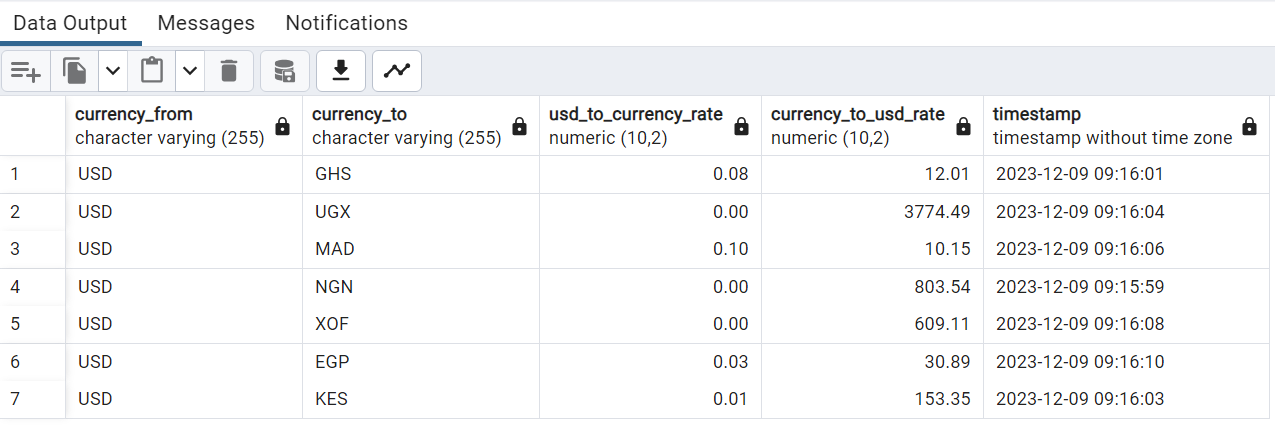 Data Output Messages Notifications
currency_from currency_to usd_to_currency_rate currency_to_usd_rate timestamp
character varying (255) character varying (255) numeric (10,2) numeric (10,2) timestamp without time zone
1 USD GHS 0.08 12.01 2023-12-09 09:16:01
2 USD UGX 0.00 3774.49 2023-12-09 09:16:04
3 USD MAD 0.10 10.15 2023-12-09 09:16:06
4 USD NGN 0.00 803.54 2023-12-09 09:15:59
5 USD XOF 0.00 609.11 2023-12-09 09:16:08
6 USD EGP 0.03 30.89 2023-12-09 09:16:10
7 USD KES 0.01 153.35 2023-12-09 09:16:03